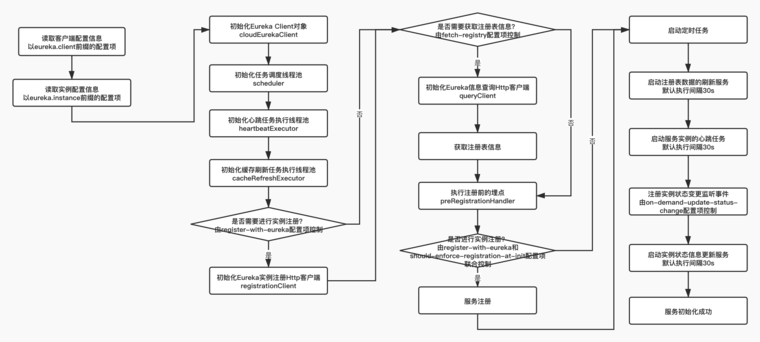 读取客户端配置信息
以eureka.client前缀的配置项
读取实例配置信息
以eureka.instance前缀的配置项
初始化Eureka Client对象
cloudEurekaClient
初始化任务调度线程池
scheduler
初始化心跳任务执行线程池
heartbeatExecutor
初始化缓存刷新任务执行线程池
cacheRefreshExecutor
是否需要进行实例注册?
由register-with-eureka配置项控制
否
是
初始化Eureka实例注册Http客户端
registrationClient
是否需要获取注册表信息?
由fetch-registry配置项控制
否
是
初始化Eureka信息查询Http客户端
queryClient
获取注册表信息
执行注册前的埋点
preRegistrationHandler
是否进行实例注册?
由register-with-eureka和
should-enforce-registration-at-init配置项
联合控制
否
是
服务注册
启动定时任务
启动注册表数据的刷新服务
默认执行间隔30s
启动服务实例的心跳任务
默认执行间隔30s
注册实例状态变更监听事件
由on-demand-update-status-
change配置项控制
启动实例状态信息更新服务
默认执行间隔30s
服务初始化成功